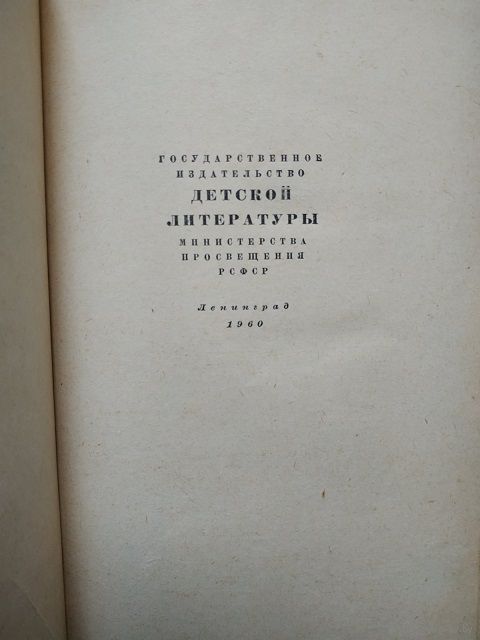 ГОСУДАРСТВЕННОЕ
ИЗДАТЕЛЬСТВО
ДЕТСКОЙ
ЛИТЕРАТУРЫ
МИНИСТЕРСТВА
ПРОСВЕЩЕНИЯ
РСФСР
Ленинград
1960